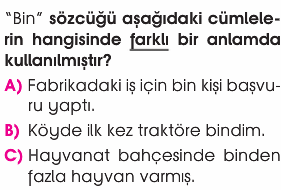 “Bin” sözcüğü aşağıdaki cümlele-
rin hangisinde farklı bir anlamda
kullanılmıştır?
A) Fabrikadaki iş için bin kişi başvu-
ru yaptı.
B) Köyde ilk kez traktöre bindim.
C) Hayvanat bahçesinde binden
fazla hayvan varmış.